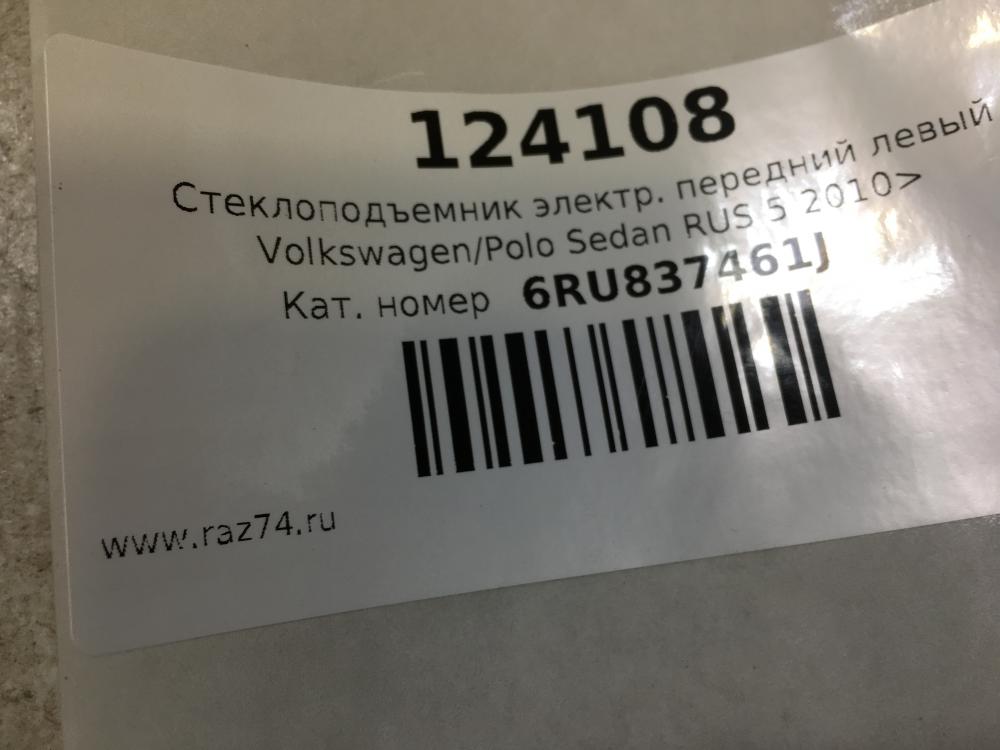 124108
Стеклоподъемник электр. передний левый
Volkswagen/Polo Sedan RUS 5 2010>
Кат. номер 6RU837461J
www.raz74.ru